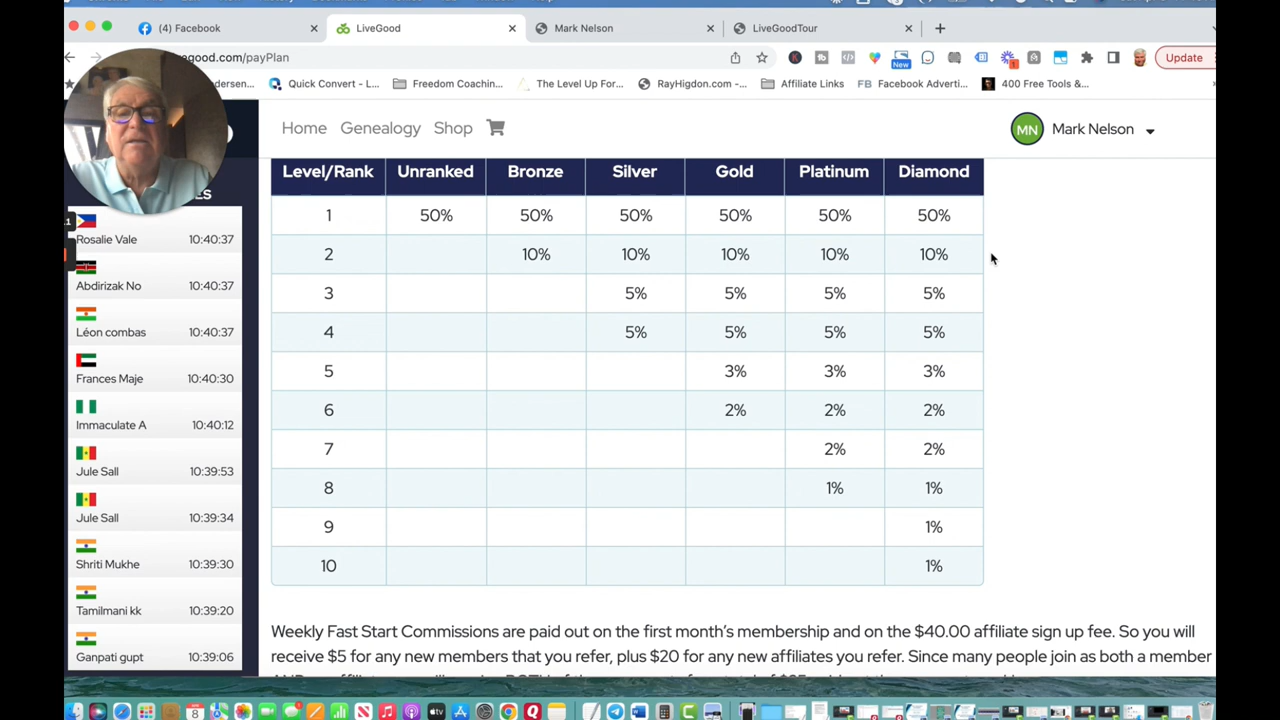 (4) Facebook
LiveGood
Mark Nelson
LiveGoodTour
egood.com/payPlan
New
1
Update
dersen...
Quick Convert - L...
Freedom Coachin...
The Level Up For...
RayHigdon.com -...
Affiliate Links
FB Facebook Adverti...
400 Free Tools &...
Home
Genealogy
Shop
MN
Mark Nelson
ES
Rosalie Vale 10:40:37
Abdirizak No 10:40:37
Léon combas 10:40:37
Frances Maje 10:40:30
Immaculate A 10:40:12
Jule Sall 10:39:53
Jule Sall 10:39:34
Shriti Mukhe 10:39:30
Tamilmani kk 10:39:20
Ganpati gupt 10:39:06
Level/Rank Unranked Bronze Silver Gold Platinum Diamond
1 50% 50% 50% 50% 50% 50%
2 10% 10% 10% 10% 10%
3 5% 5% 5% 5%
4 5% 5% 5% 5%
5 3% 3% 3%
6 2% 2% 2%
7 2% 2%
8 1% 1%
9 1%
10 1%
Weekly Fast Start Commissions are paid out on the first month's membership and on the $40.00 affiliate sign up fee. So you will
receive $5 for any new members that you refer, plus $20 for any new affiliates you refer. Since many people join as both a member